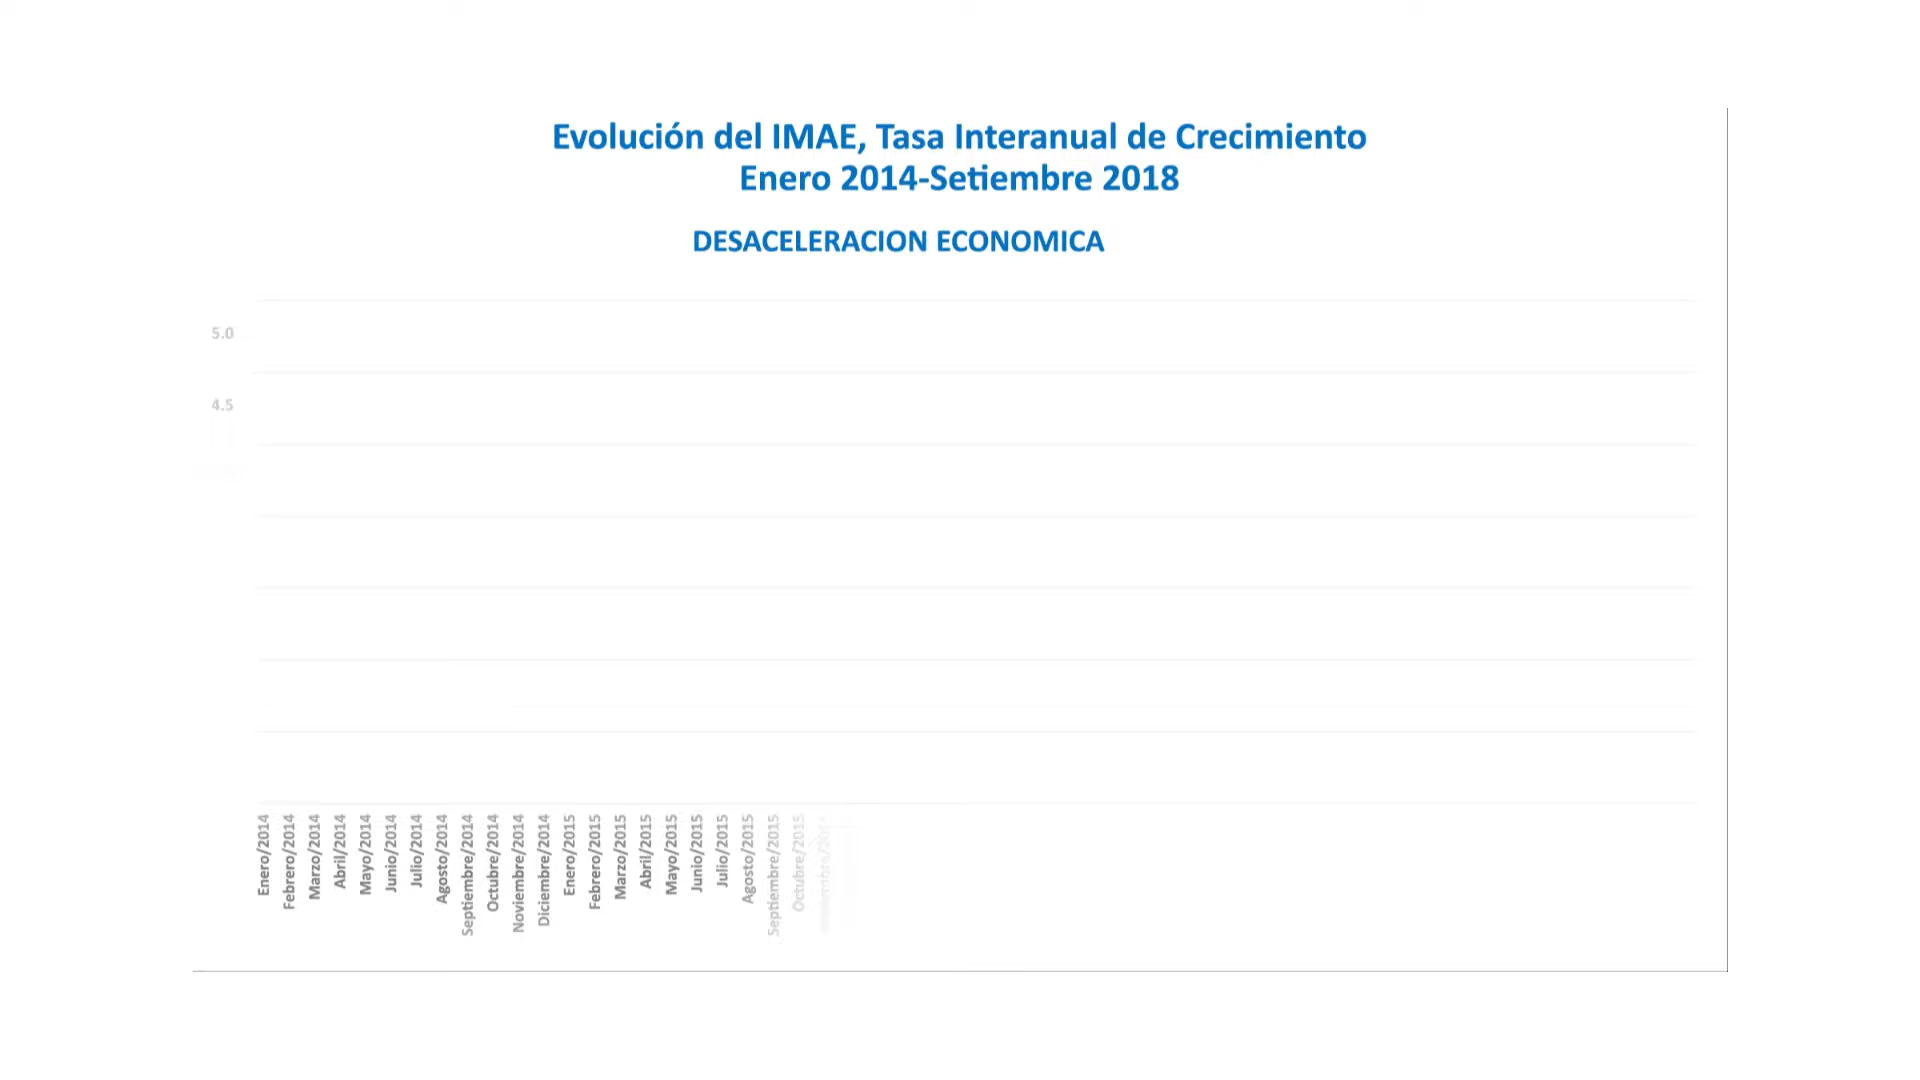 Evolución del IMAE, Tasa Interanual de Crecimiento
Enero 2014-Setiembre 2018
DESACELERACION ECONOMICA
5.0
4.5
Enero/2014
Febrero/2014
Marzo/2014
Abril/2014
Mayo/2014
Junio/2014
Julio/2014
Agosto/2014
Septiembre/2014
Octubre/2014
Noviembre/2014
Diciembre/2014
Enero/2015
Febrero/2015
Marzo/2015
Abril/2015
Mayo/2015
Junio/2015
Julio/2015
Agosto/2015
Septiembre/2015
Octubre/2015